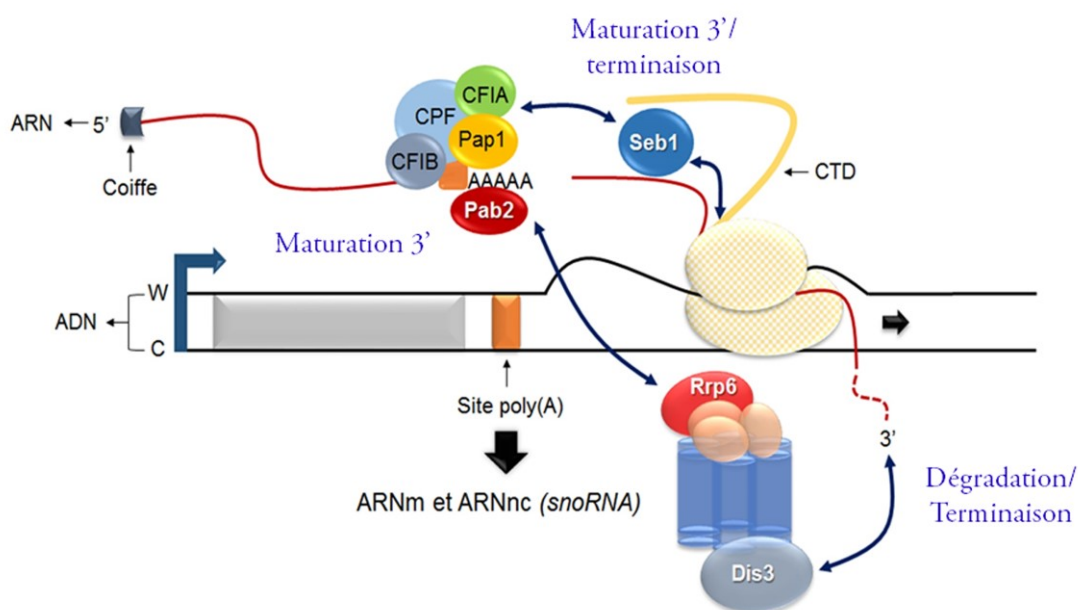 Maturation 3’/
terminaison
CFIA
CPF
Pap1
CFIB
AAAAA
Pab2
Seb1
CTD
ARN
5’
Coiffe
Maturation 3’
W
ADN
C
Site poly(A)
ARNm et ARNnc (snoRNA)
Rrp6
3’
Dégradation/
Terminaison
Dis3